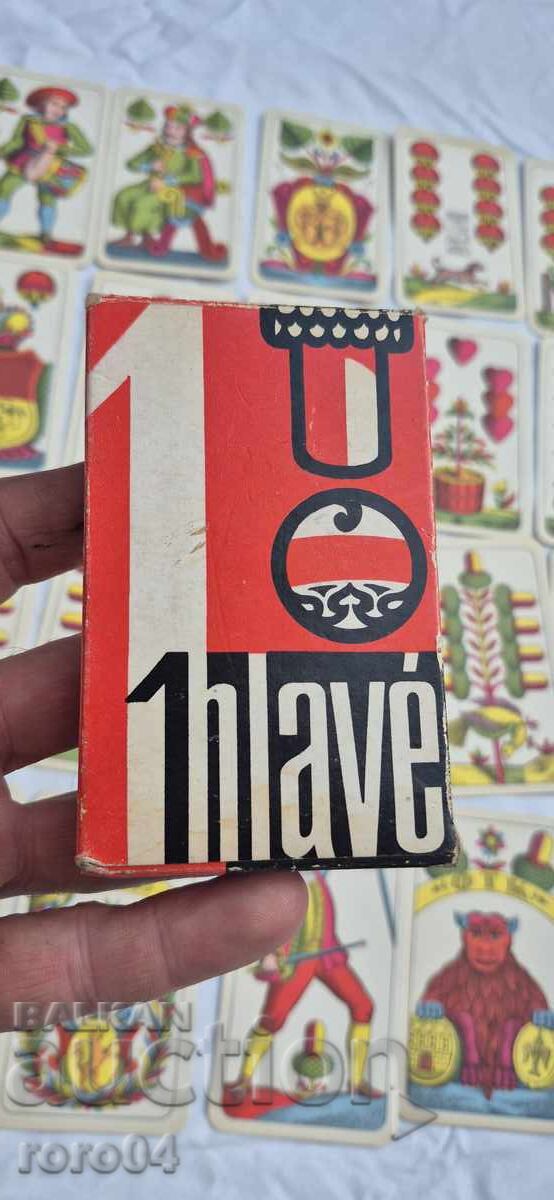 1
1hlavé
BALKAN
auction
roro04